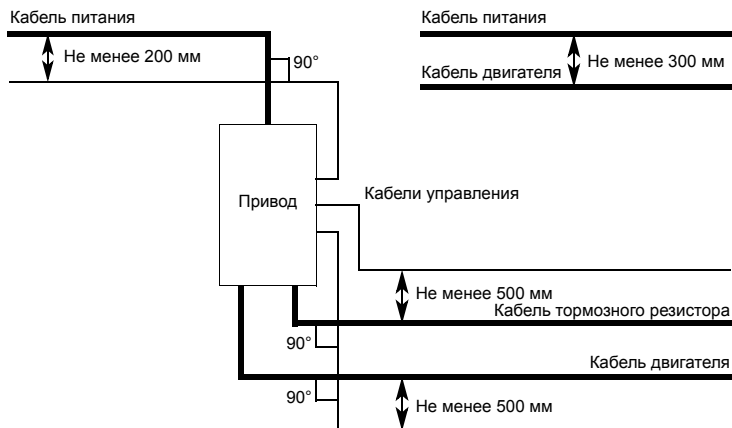 Кабель питания
Не менее 200 мм
90°
Кабель питания
Не менее 300 мм
Кабель двигателя
Привод
Кабели управления
Не менее 500 мм
Кабель тормозного резистора
90°
Кабель двигателя
90°
Не менее 500 мм